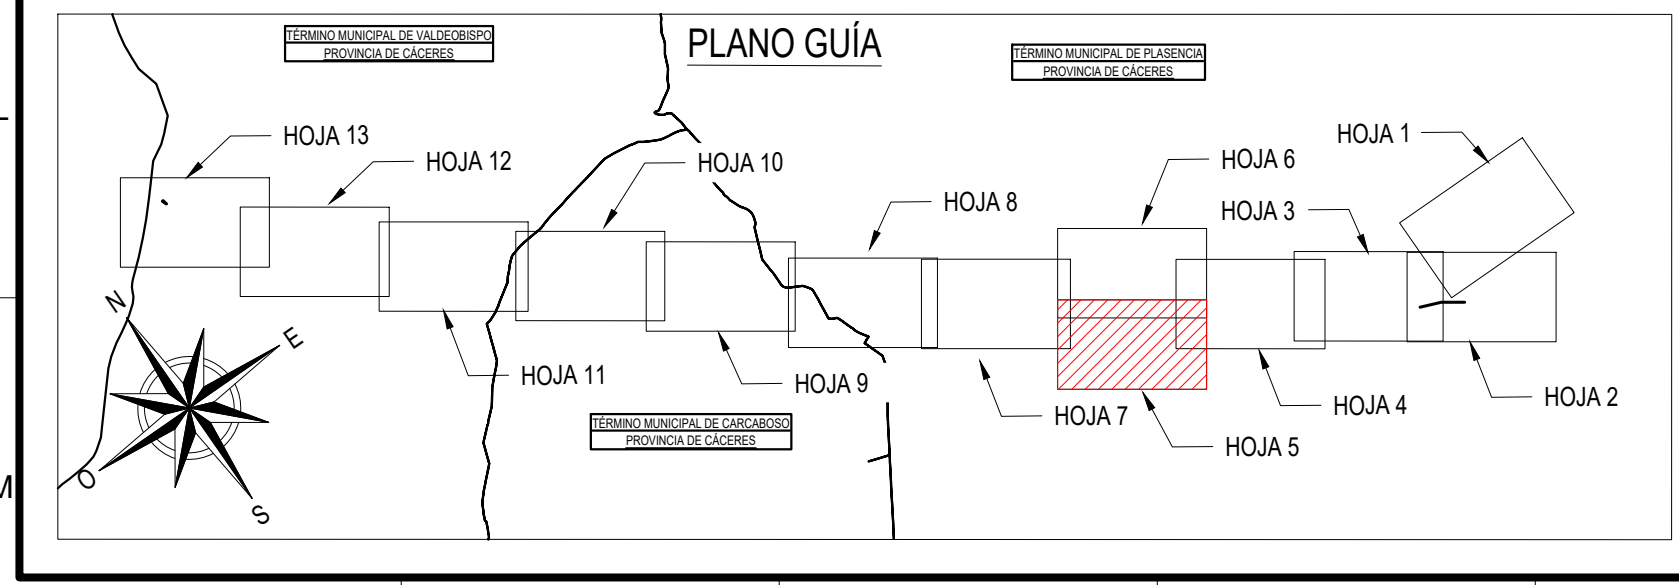 TÉRMINO MUNICIPAL DE VALDEOBISPO
PROVINCIA DE CÁCERES
PLANO GUÍA
TÉRMINO MUNICIPAL DE PLASENCIA
PROVINCIA DE CÁCERES
HOJA 13
HOJA 12
HOJA 10
HOJA 8
HOJA 6
HOJA 1
HOJA 3
N
E
O
S
HOJA 11
HOJA 9
HOJA 7
HOJA 5
HOJA 4
HOJA 2
TÉRMINO MUNICIPAL DE CARCABOSO
PROVINCIA DE CÁCERES
M